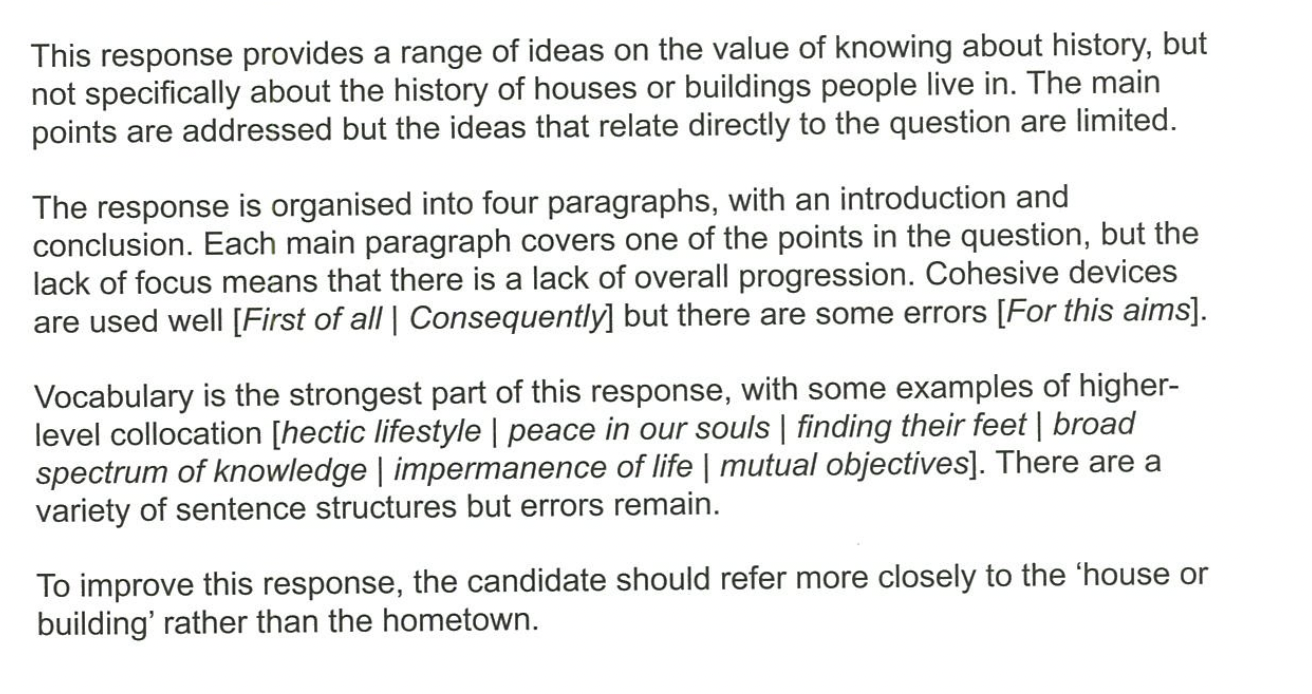 This response provides a range of ideas on the value of knowing about history, but
not specifically about the history of houses or buildings people live in. The main
points are addressed but the ideas that relate directly to the question are limited.
The response is organised into four paragraphs, with an introduction and
conclusion. Each main paragraph covers one of the points in the question, but the
lack of focus means that there is a lack of overall progression. Cohesive devices
are used well [First of all | Consequently] but there are some errors [For this aims].
Vocabulary is the strongest part of this response, with some examples of higher-
level collocation [hectic lifestyle | peace in our souls | finding their feet | broad
spectrum of knowledge | impermanence of life | mutual objectives]. There are a
variety of sentence structures but errors remain.
To improve this response, the candidate should refer more closely to the ‘house or
building’ rather than the hometown.